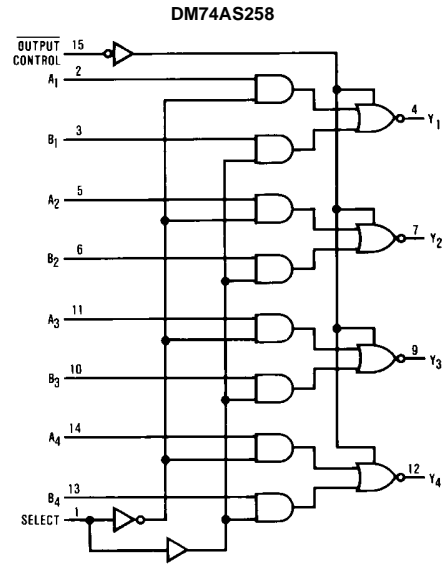 DM74AS258
OUTPUT 15
CONTROL
A1 2
4 Y1
B1 3
A2 5
7 Y2
B2 6
A3 11
9 Y3
B3 10
A4 14
12 Y4
B4 13
SELECT 1